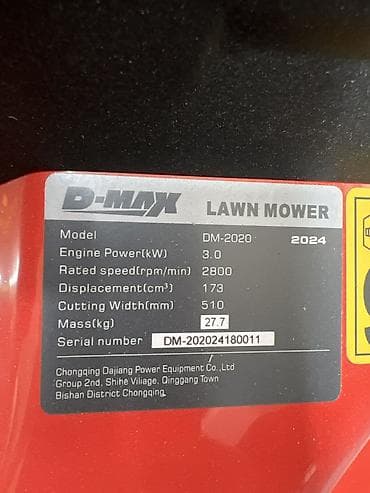 D-MAX LAWN MOWER
Model DM-2020 2024
Engine Power(kW) 3.0
Rated speed(rpm/min) 2800
Displacement(cm³) 173
Cutting Width(mm) 510
Mass(kg) 27.7
Serial number DM-202024180011
Chongqing Dajiang Power Equipment Co.,Ltd
Group 2nd, Shihe Viliage. Qinggang Town
Bishan District Chongqing